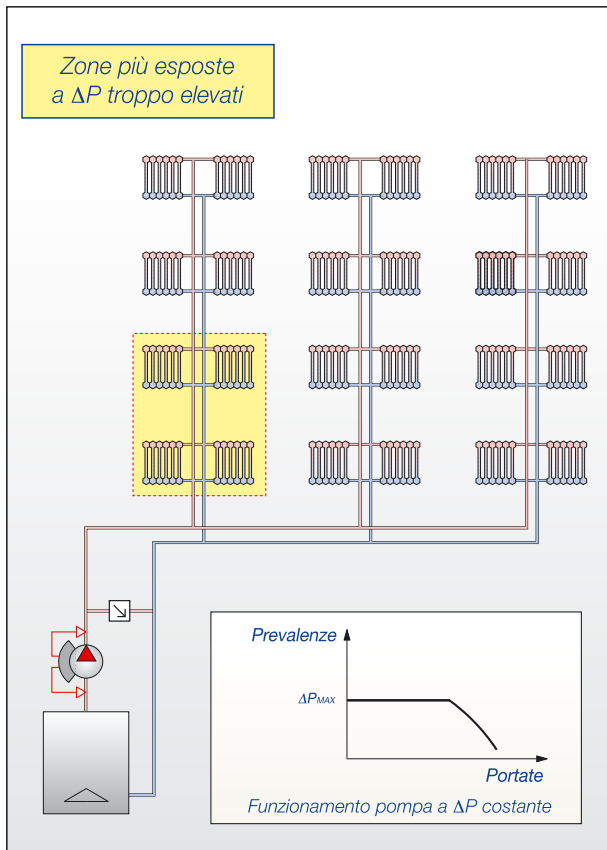 Zone più esposte
a ΔP troppo elevati
Prevalenze
ΔPMAX
Portate
Funzionamento pompa a ΔP costante